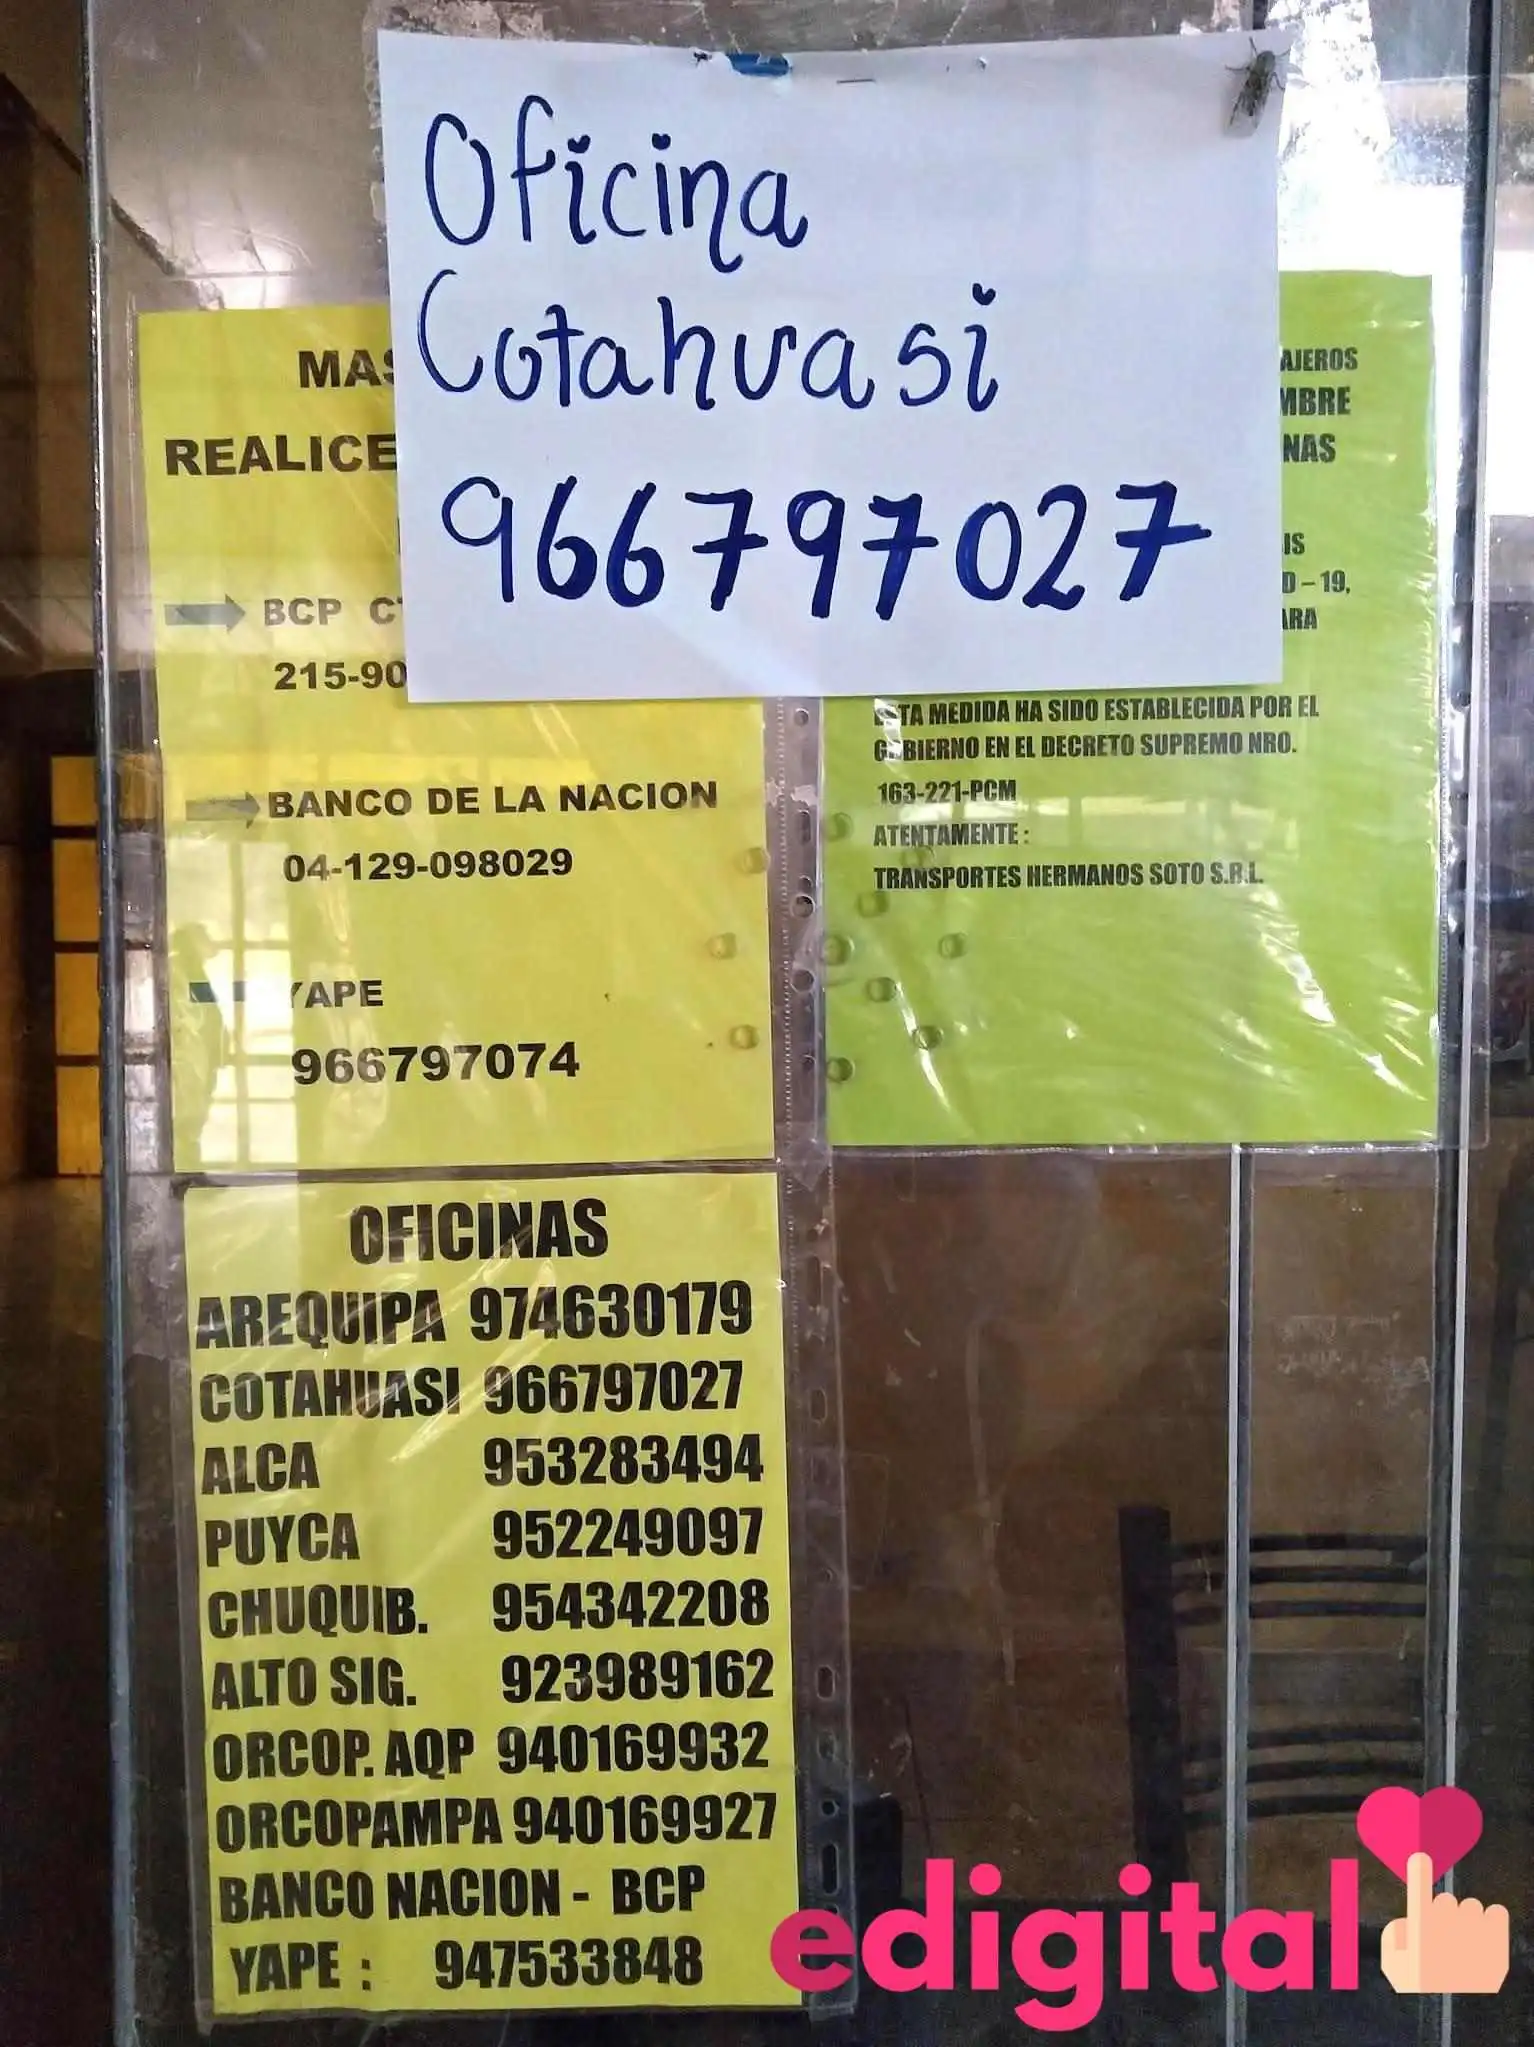 Oficina
Cotahuasi
966797027
REALICE
BCP
215-90
BANCO DE LA NACION
04-129-098029
YAPE
966797074
AJEROS
MBRE
NAS
IS
D - 19,
ARA
ESTA MEDIDA HA SIDO ESTABLECIDA POR EL
GOBIERNO EN EL DECRETO SUPREMO NRO.
163-221-PCM
ATENTAMENTE :
TRANSPORTES HERMANOS SOTO S.R.L.
OFICINAS
AREQUIPA 974630179
COTAHUASI 966797027
ALCA 953283494
PUYCA 952249097
CHUQUIB. 954342208
ALTO SIG. 923989162
ORCOP. AQP 940169932
ORCOPAMPA 940169927
BANCO NACION - BCP
YAPE : 947533848
edigital